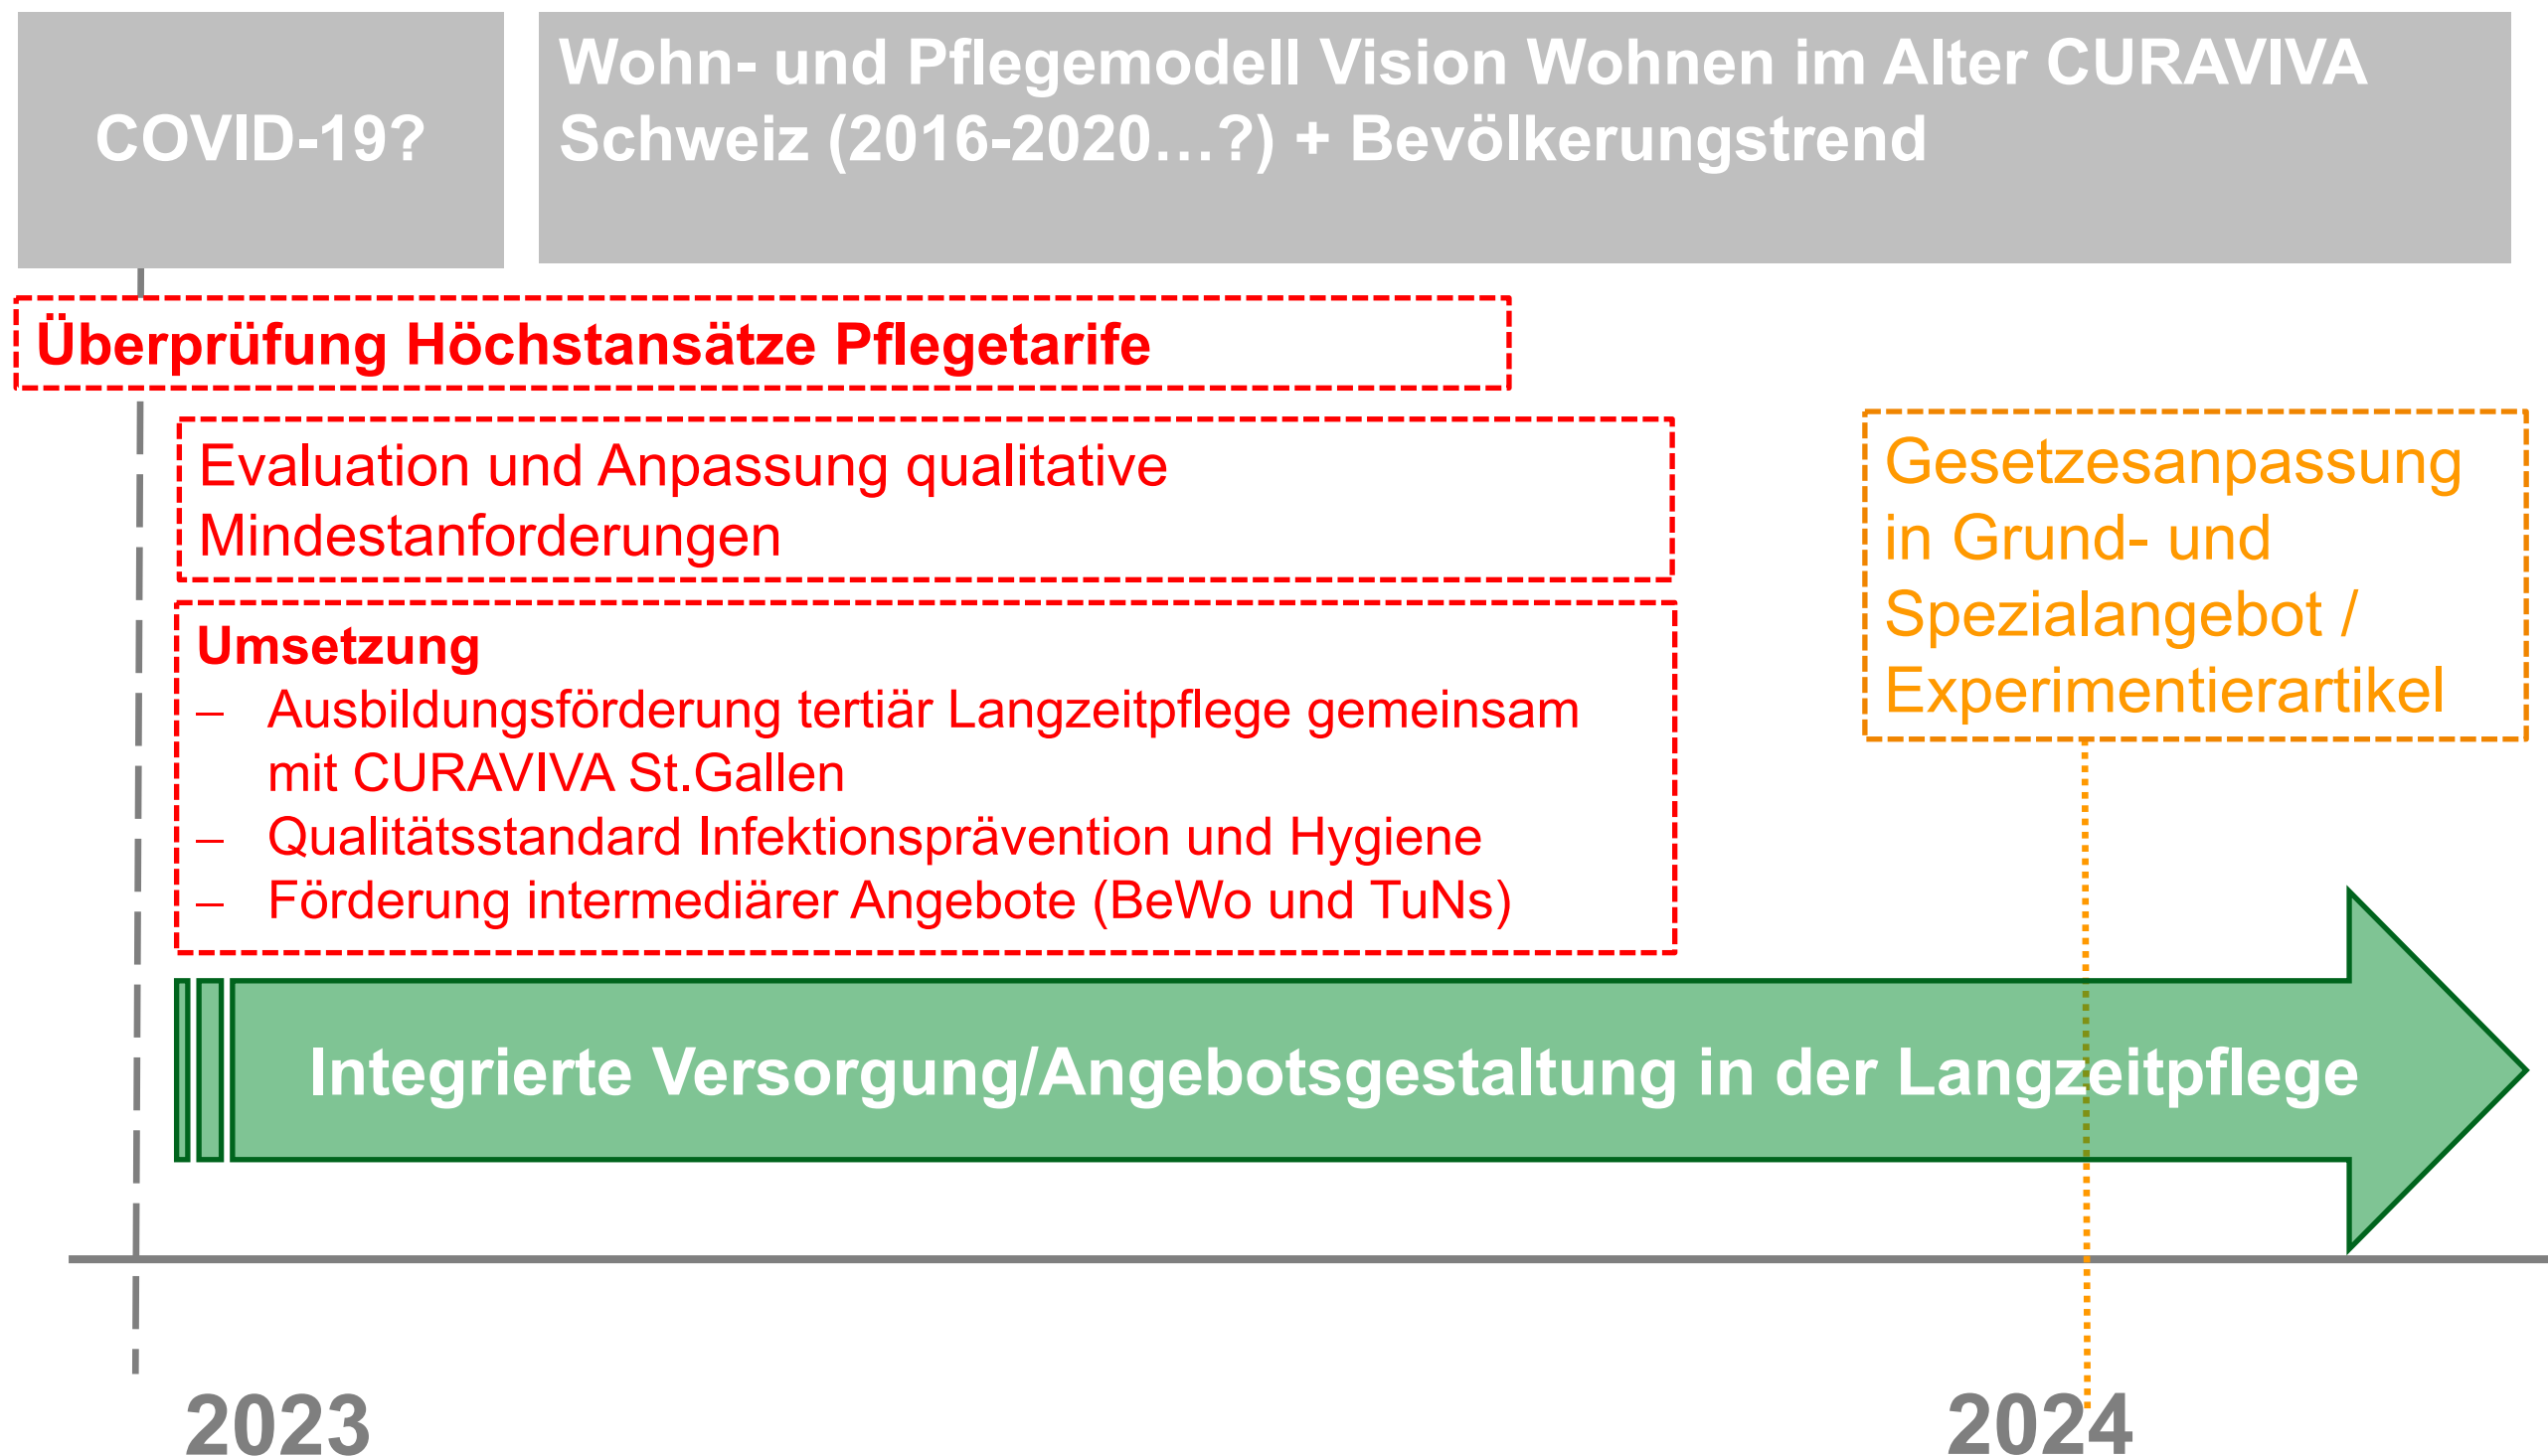 COVID-19?
Wohn- und Pflegemodell Vision Wohnen im Alter CURAVIVA
Schweiz (2016-2020…?) + Bevölkerungstrend
Überprüfung Höchstansätze Pflegetarife
Evaluation und Anpassung qualitative
Mindestanforderungen
Umsetzung
– Ausbildungsförderung tertiär Langzeitpflege gemeinsam
mit CURAVIVA St.Gallen
– Qualitätsstandard Infektionsprävention und Hygiene
– Förderung intermediärer Angebote (BeWo und TuNs)
Gesetzesanpassung
in Grund- und
Spezialangebot /
Experimentierartikel
Integrierte Versorgung/Angebotsgestaltung in der Langzeitpflege
2023
2024